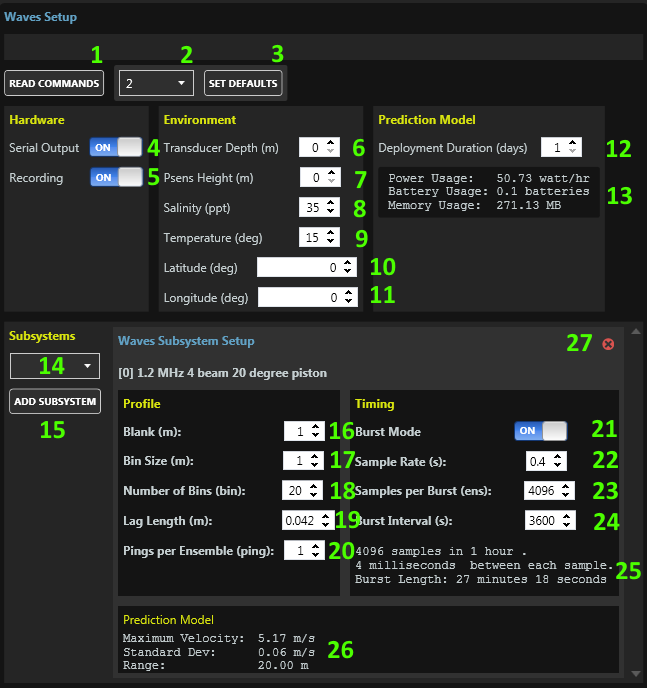 Waves Setup
1 2 3
READ COMMANDS 2 SET DEFAULTS
Hardware Environment Prediction Model
Serial Output ON 4 Transducer Depth (m) 0 6 Deployment Duration (days) 1 12
Recording ON 5 Psens Height (m) 0 7 Power Usage: 50.73 watt/hr
Battery Usage: 0.1 batteries 13
Salinity (ppt) 35 8 Memory Usage: 271.13 MB
Temperature (deg) 15 9
Latitude (deg) 0 10
Longitude (deg) 0 11
Subsystems Waves Subsystem Setup 27
14 [0] 1.2 MHz 4 beam 20 degree piston
ADD SUBSYSTEM Profile Timing
15 Blank (m): 1 16 Burst Mode ON 21
Bin Size (m): 1 17 Sample Rate (s): 0.4 22
Number of Bins (bin): 20 18 Samples per Burst (ens): 4096 23
Lag Length (m): 0.042 19 Burst Interval (s): 3600 24
Pings per Ensemble (ping): 1 20 4096 samples in 1 hour .
4 milliseconds between each sample. 25
Burst Length: 27 minutes 18 seconds
Prediction Model
Maximum Velocity: 5.17 m/s
Standard Dev: 0.06 m/s 26
Range: 20.00 m